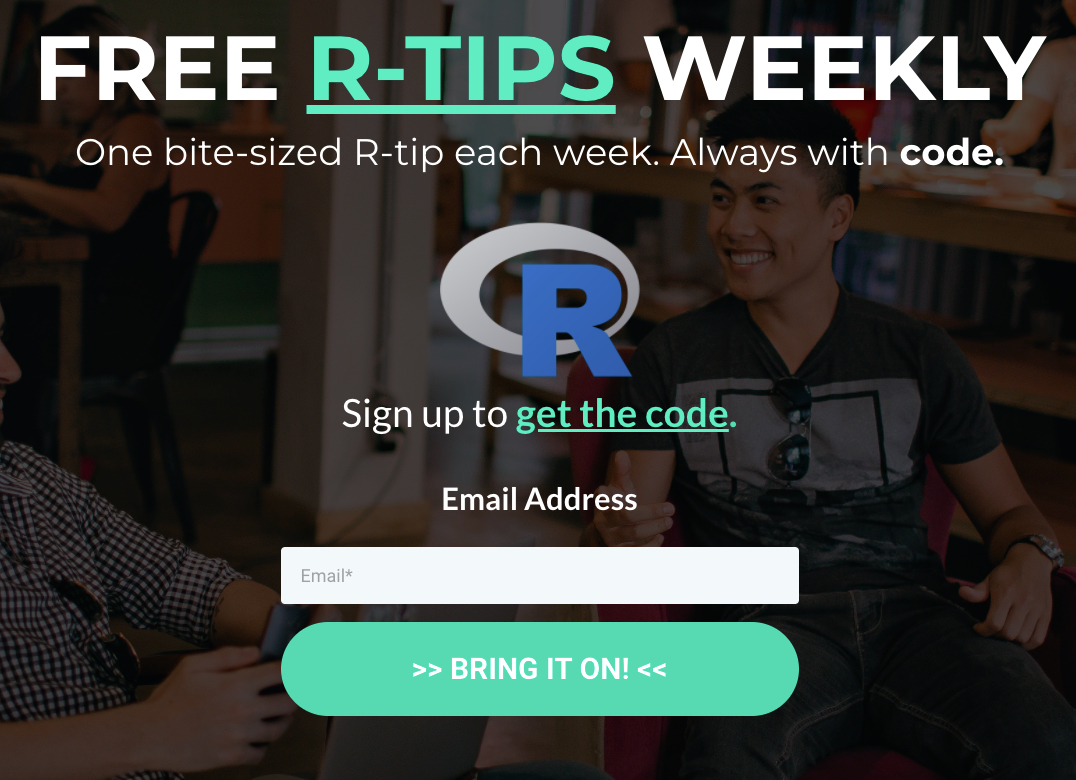 FREE R-TIPS WEEKLY
One bite-sized R-tip each week. Always with code.
R
Sign up to get the code.
Email Address
Email*
>> BRING IT ON! <<